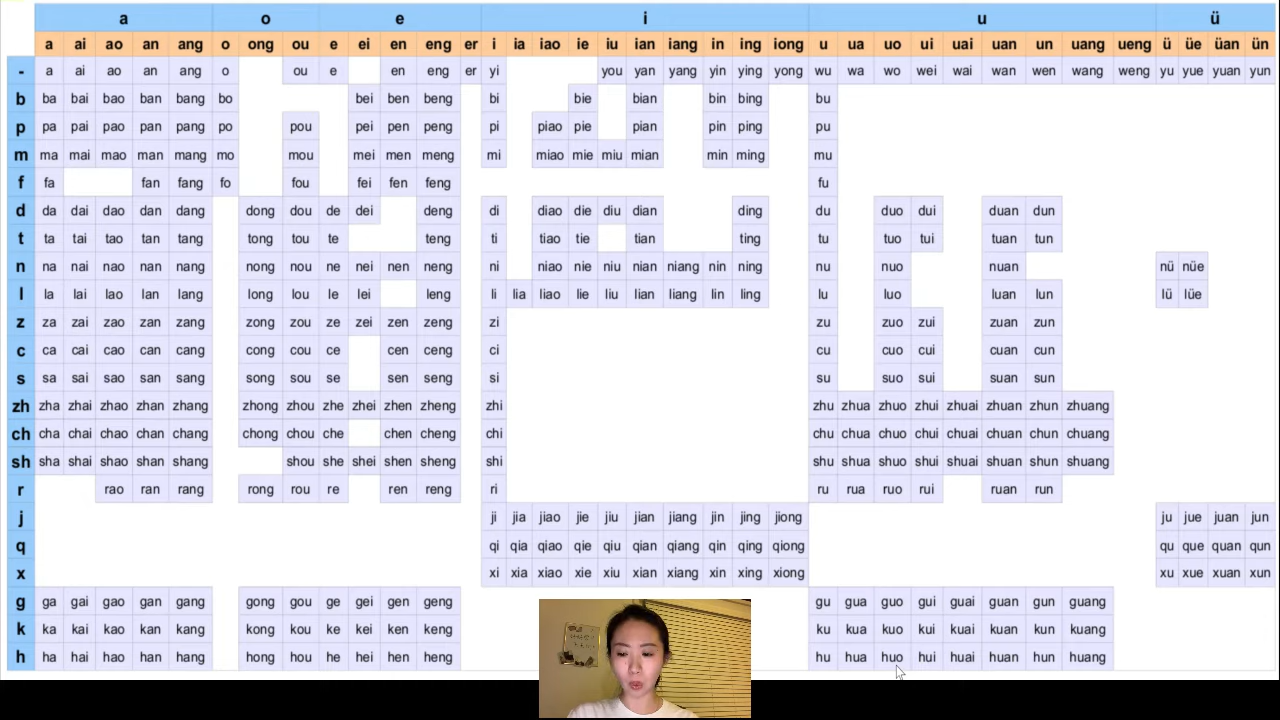 a o e i u ü
a ai ao an ang o ong ou e ei en eng er i ia iao ie iu ian iang in ing iong u ua uo ui uai uan un uang ueng ü üe üan ün
- a ai ao an ang o ou e en eng er yi you yan yang yin ying yong wu wa wo wei wai wan wen wang weng yu yue yuan yun
b ba bai bao ban bang bo bei ben beng bi bie bian bin bing bu
p pa pai pao pan pang po pou pei pen peng pi piao pie pian pin ping pu
m ma mai mao man mang mo mou mei men meng mi miao mie miu mian min ming mu
f fa fan fang fo fou fei fen feng fu
d da dai dao dan dang dong dou de dei deng di diao die diu dian ding du duo dui duan dun
t ta tai tao tan tang tong tou te teng ti tiao tie tian ting tu tuo tui tuan tun
n na nai nao nan nang nong nou ne nei nen neng ni niao nie niu nian niang nin ning nu nuo nuan nü nüe
l la lai lao lan lang long lou le lei leng li lia liao lie liu lian liang lin ling lu luo luan lun lü lüe
z za zai zao zan zang zong zou ze zei zen zeng zi zu zuo zui zuan zun
c ca cai cao can cang cong cou ce cen ceng ci cu cuo cui cuan cun
s sa sai sao san sang song sou se sen seng si su suo sui suan sun
zh zha zhai zhao zhan zhang zhong zhou zhe zhei zhen zheng zhi zhu zhua zhuo zhui zhuai zhuan zhun zhuang
ch cha chai chao chan chang chong chou che chen cheng chi chu chua chuo chui chuai chuan chun chuang
sh sha shai shao shan shang shou she shei shen sheng shi shu shua shuo shui shuai shuan shun shuang
r rao ran rang rong rou re ren reng ri ru rua ruo rui ruan run
j ji jia jiao jie jiu jian jiang jin jing jiong ju jue juan jun
q qi qia qiao qie qiu qian qiang qin qing qiong qu que quan qun
x xi xia xiao xie xiu xian xiang xin xing xiong xu xue xuan xun
g ga gai gao gan gang gong gou ge gei gen geng gu gua guo gui guai guan gun guang
k ka kai kao kan kang kong kou ke kei ken keng ku kua kuo kui kuai kuan kun kuang
h ha hai hao han hang hong hou he hei hen heng hu hua huo hui huai huan hun huang